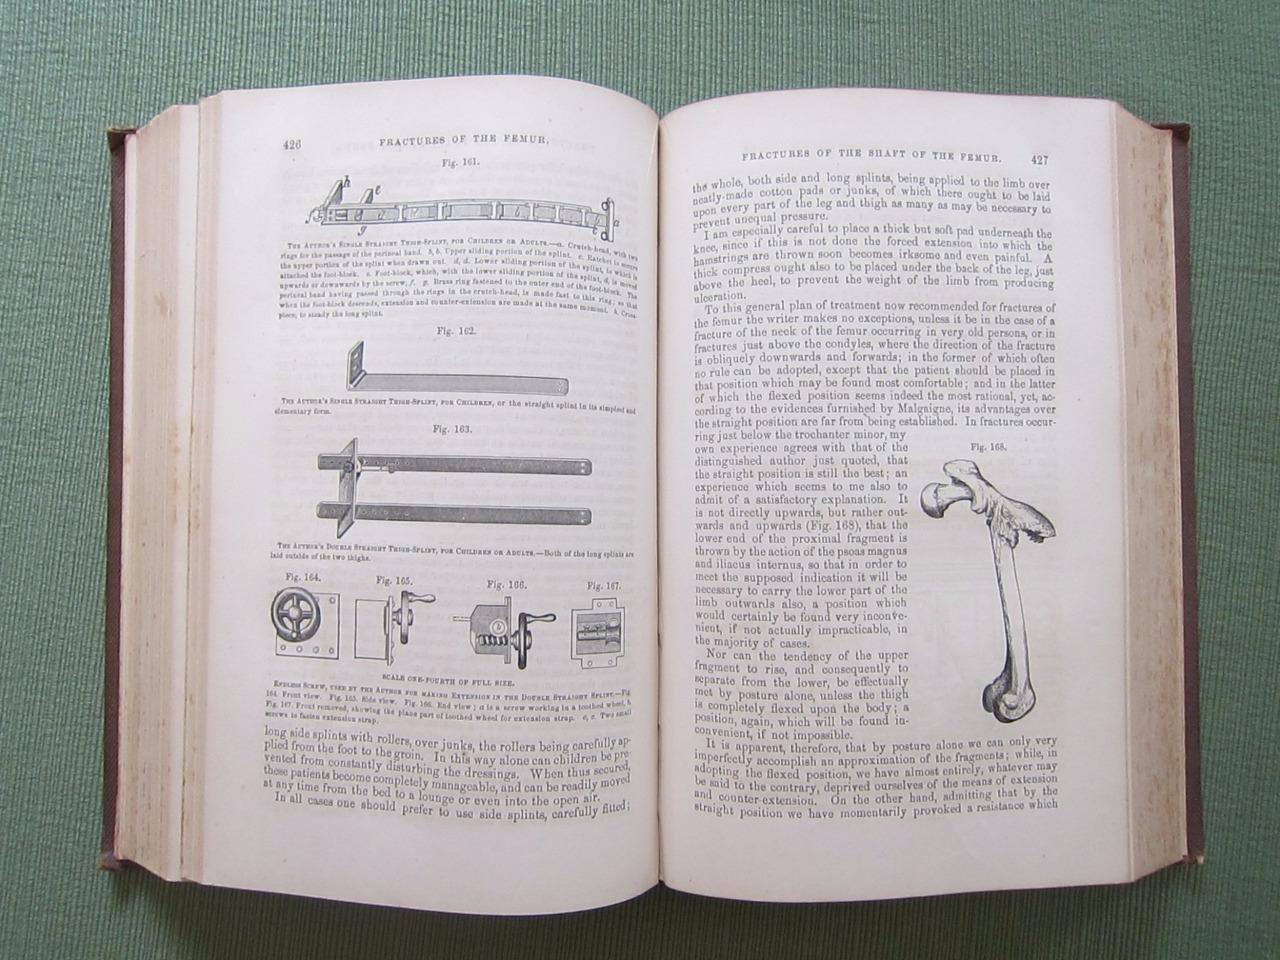 426
FRACTURES OF THE FEMUR.
Fig. 161.
h
e
f
g
a
c
THE AUTHOR'S SINGLE STRAIGHT THIGH-SPLINT, FOR CHILDREN OR ADULTS.—a. Crutch-head, with two
rings for the passage of the perineal band. b, b. Upper sliding portion of the splint. c. Ratchet to secure
the upper portion of the splint when drawn out. d, d. Lower sliding portion of the splint, to which is
attached the foot-block. e. Foot-block, which, with the lower sliding portion of the splint, d, is moved
upwards or downwards by the screw, f. g. Brass ring fastened to the outer end of the foot-block. The
perineal band having passed through the rings in the crutch-head, is made fast to this ring; so that
when the foot-block descends, extension and counter-extension are made at the same moment. h. Cross-
piece, to steady the long splint.
Fig. 162.
THE AUTHOR'S SINGLE STRAIGHT THIGH-SPLINT, FOR CHILDREN, or the straight splint in its simplest and
elementary form.
Fig. 163.
THE AUTHOR'S DOUBLE STRAIGHT THIGH-SPLINT, FOR CHILDREN OR ADULTS.—Both of the long splints are
laid outside of the two thighs.
Fig. 164.
Fig. 165.
Fig. 166.
Fig. 167.
SCALE ONE-FOURTH OF FULL SIZE.
ENDLESS SCREW, USED BY THE AUTHOR FOR MAKING EXTENSION IN THE DOUBLE STRAIGHT SPLINT.—Fig.
164. Front view. Fig. 165. Side view. Fig. 166. End view; a is a screw working in a toothed wheel, b.
Fig. 167. Front removed, showing the plane part of toothed wheel for extension strap. c, c. Two small
screws to fasten extension strap.
long side splints with rollers, over junks, the rollers being carefully ap-
plied from the foot to the groin. In this way alone can children be pre-
vented from constantly disturbing the dressings. When thus secured,
these patients become completely manageable, and can be readily moved
at any time from the bed to a lounge or even into the open air.
In all cases one should prefer to use side splints, carefully fitted;
FRACTURES OF THE SHAFT OF THE FEMUR. 427
the whole, both side and long splints, being applied to the limb over
neatly-made cotton pads or junks, of which there ought to be laid
upon every part of the leg and thigh as many as may be necessary to
prevent unequal pressure.
I am especially careful to place a thick but soft pad underneath the
knee, since if this is not done the forced extension into which the
hamstrings are thrown soon becomes irksome and even painful. A
thick compress ought also to be placed under the back of the leg, just
above the heel, to prevent the weight of the limb from producing
ulceration.
To this general plan of treatment now recommended for fractures of
the femur the writer makes no exceptions, unless it be in the case of a
fracture of the neck of the femur occurring in very old persons, or in
fractures just above the condyles, where the direction of the fracture
is obliquely downwards and forwards; in the former of which often
no rule can be adopted, except that the patient should be placed in
that position which may be found most comfortable; and in the latter
of which the flexed position seems indeed the most rational, yet, ac-
cording to the evidences furnished by Malgaigne, its advantages over
the straight position are far from being established. In fractures occur-
ring just below the trochanter minor, my
own experience agrees with that of the
distinguished author just quoted, that
the straight position is still the best; an
experience which seems to me also to
admit of a satisfactory explanation. It
is not directly upwards, but rather out-
wards and upwards (Fig. 168), that the
lower end of the proximal fragment is
thrown by the action of the psoas magnus
and iliacus internus, so that in order to
meet the supposed indication it will be
necessary to carry the lower part of the
limb outwards also, a position which
would certainly be found very inconve-
nient, if not actually impracticable, in
the majority of cases.
Nor can the tendency of the upper
fragment to rise, and consequently to
separate from the lower, be effectually
met by posture alone, unless the thigh
is completely flexed upon the body; a
position, again, which will be found in-
convenient, if not impossible.
Fig. 168.
It is apparent, therefore, that by posture alone we can only very
imperfectly accomplish an approximation of the fragments; while, in
adopting the flexed position, we have almost entirely, whatever may
be said to the contrary, deprived ourselves of the means of extension
and counter-extension. On the other hand, admitting that by the
straight position we have momentarily provoked a resistance which